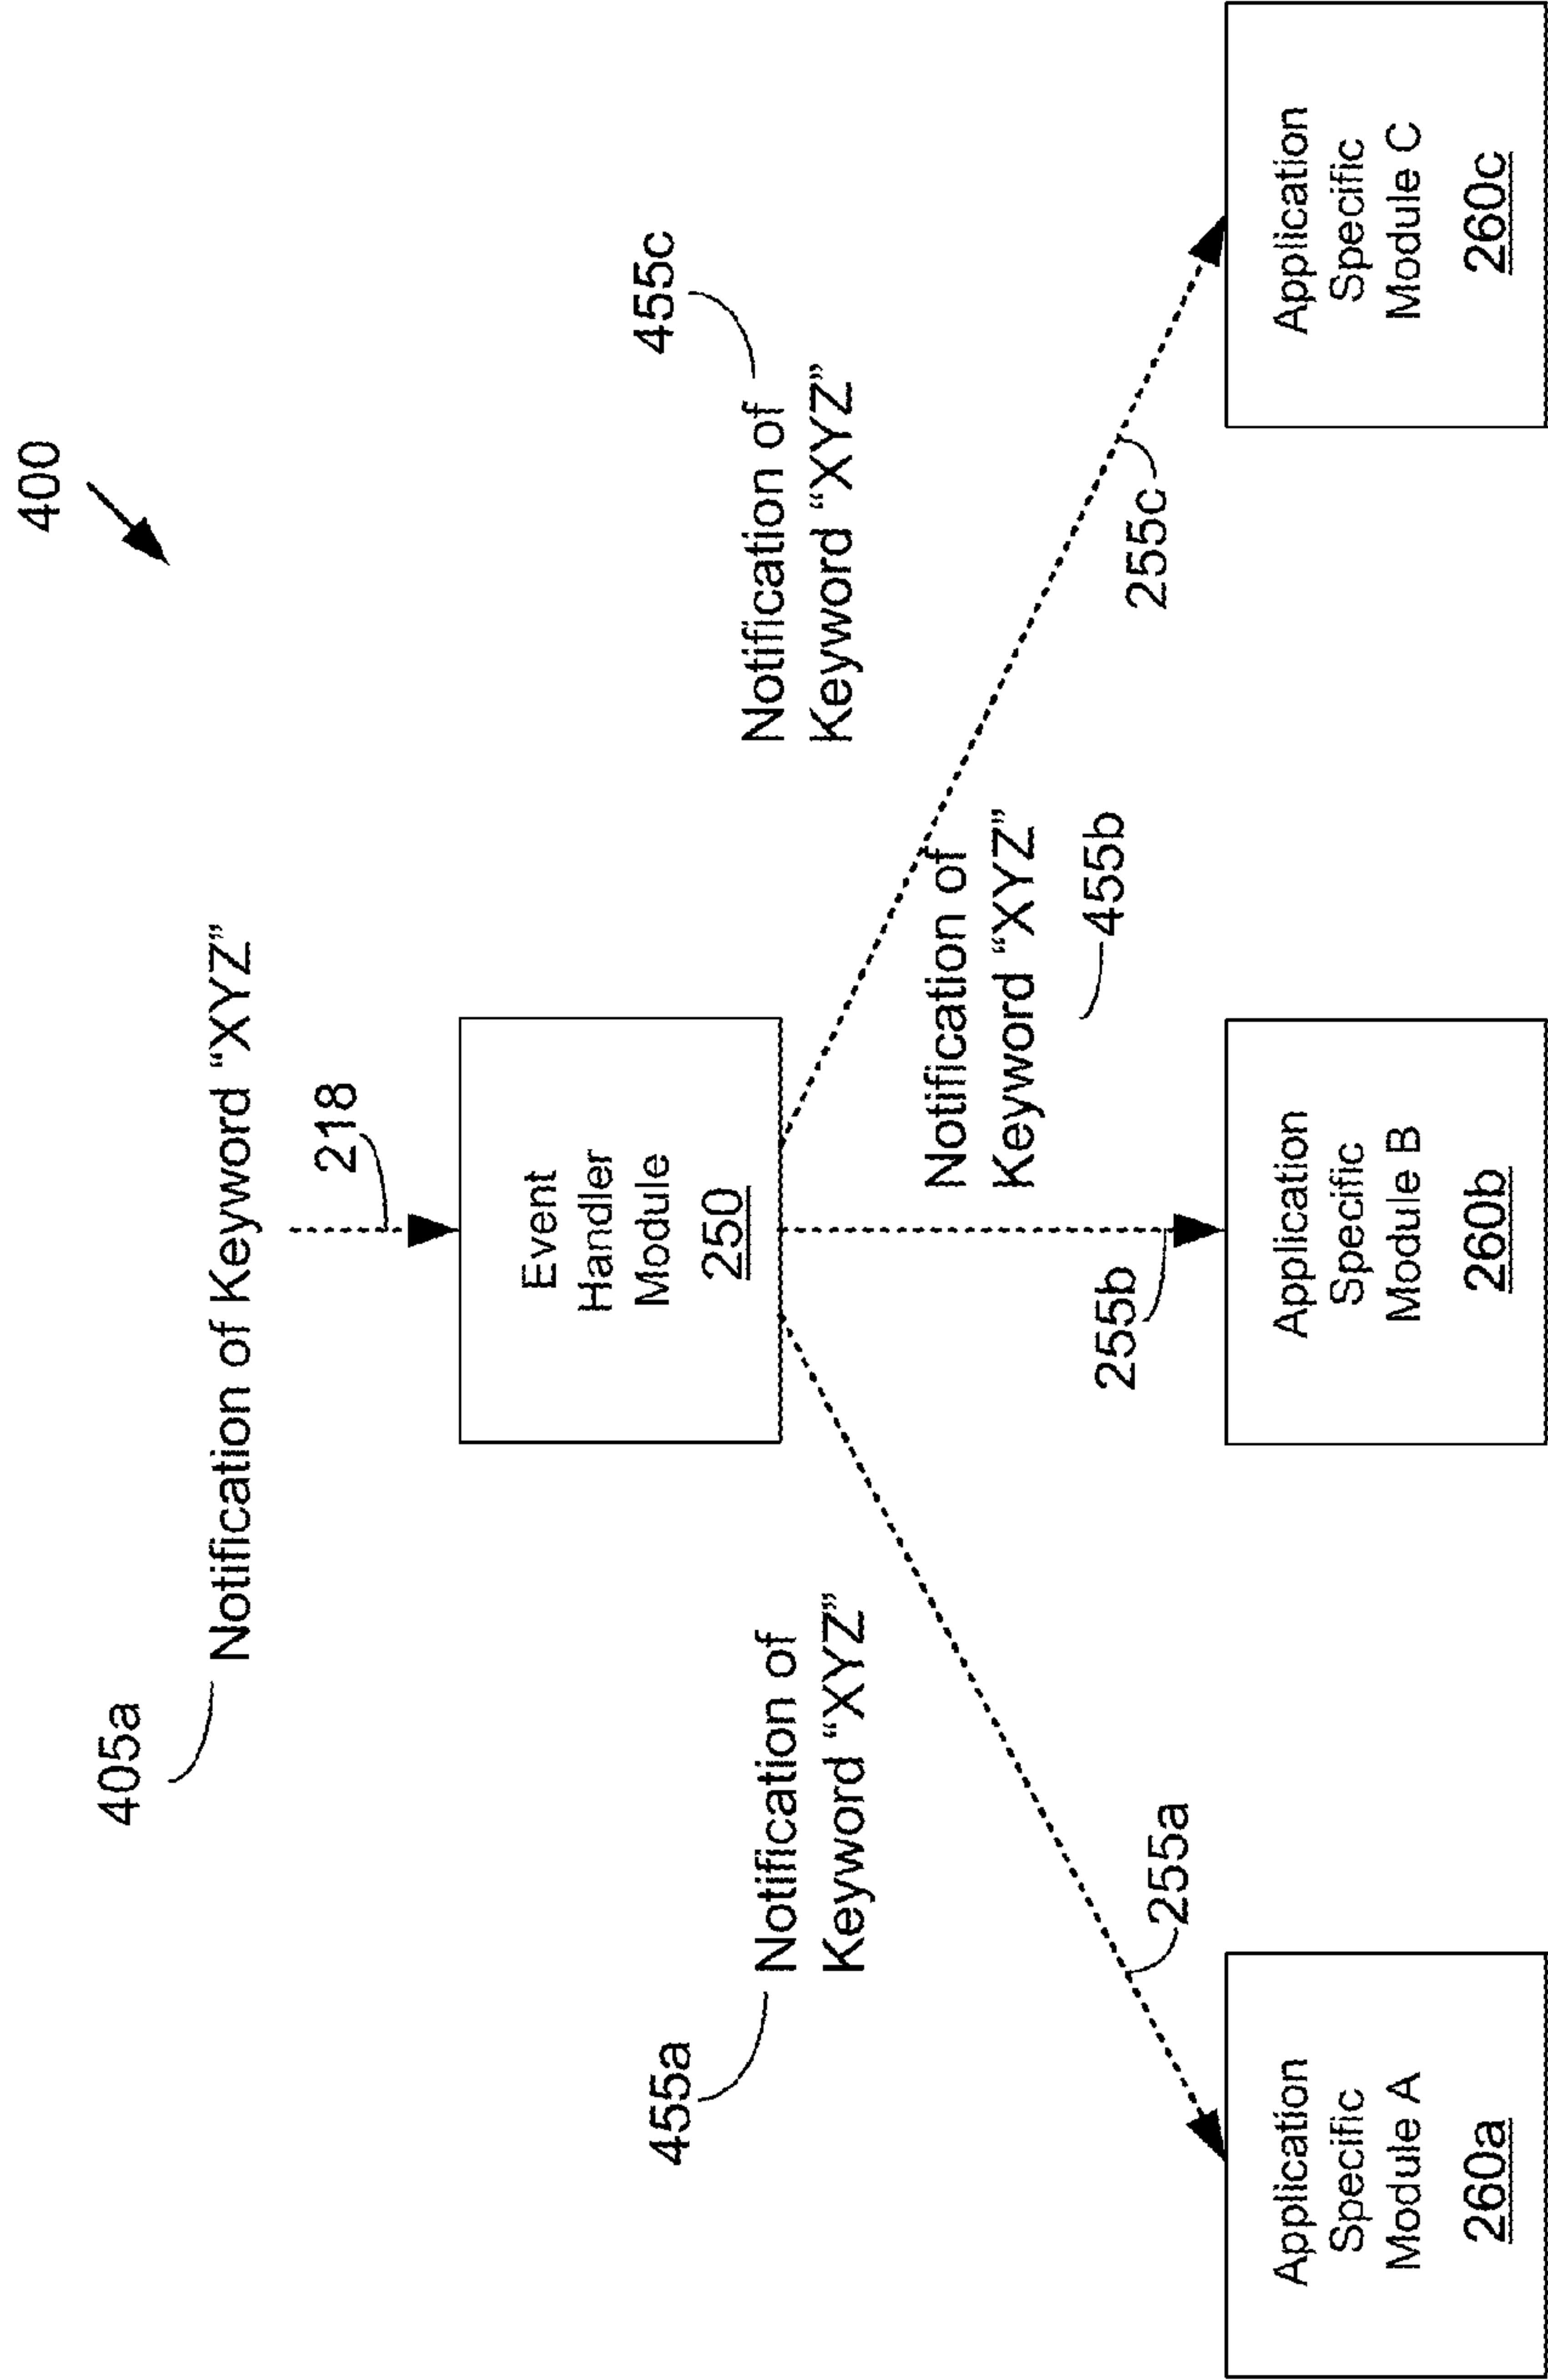 400
405a
Notification of Keyword “XYZ”
218
Event
Handler
Module
250
455a
Notification of
Keyword “XYZ”
455c
Notification of
Keyword “XYZ”
Notification of
Keyword “XYZ”
455b
255a
255b
255c
Application
Specific
Module A
260a
Application
Specific
Module B
260b
Application
Specific
Module C
260c